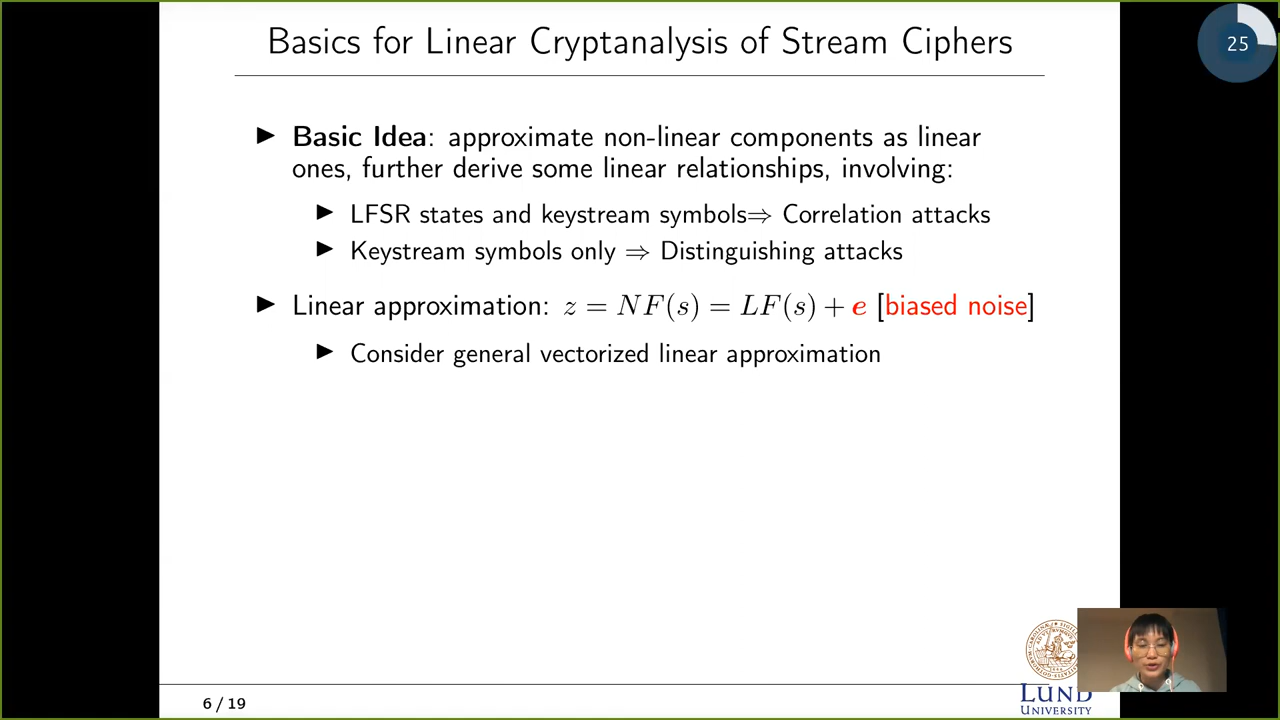 Basics for Linear Cryptanalysis of Stream Ciphers
25
▶ Basic Idea: approximate non-linear components as linear
ones, further derive some linear relationships, involving:
▶ LFSR states and keystream symbols⇒ Correlation attacks
▶ Keystream symbols only ⇒ Distinguishing attacks
▶ Linear approximation: z = NF(s) = LF(s) + e [biased noise]
▶ Consider general vectorized linear approximation
6 / 19
LUND
UNIVERSITY